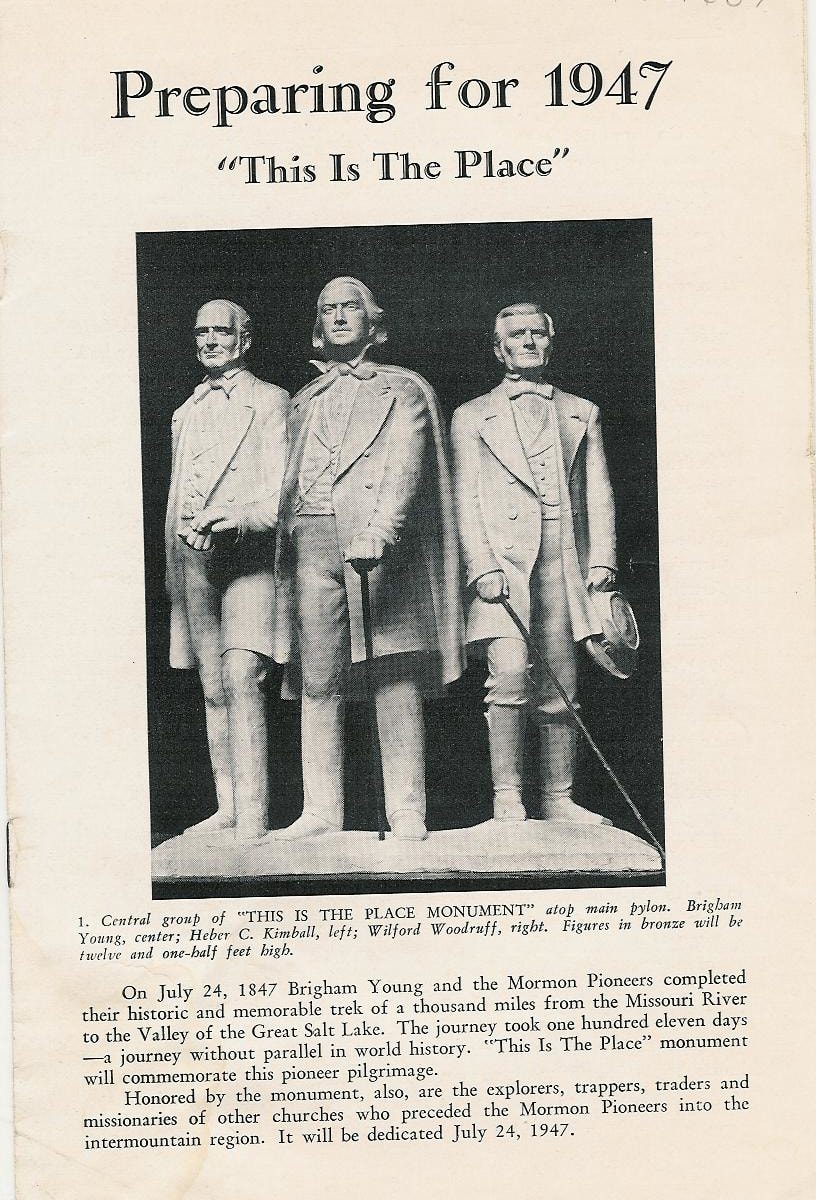 Preparing for 1947
"This Is The Place"
1. Central group of "THIS IS THE PLACE MONUMENT" atop main pylon. Brigham
Young, center; Heber C. Kimball, left; Wilford Woodruff, right. Figures in bronze will be
twelve and one-half feet high.
On July 24, 1847 Brigham Young and the Mormon Pioneers completed
their historic and memorable trek of a thousand miles from the Missouri River
to the Valley of the Great Salt Lake. The journey took one hundred eleven days
—a journey without parallel in world history. "This Is The Place" monument
will commemorate this pioneer pilgrimage.
Honored by the monument, also, are the explorers, trappers, traders and
missionaries of other churches who preceded the Mormon Pioneers into the
intermountain region. It will be dedicated July 24, 1947.